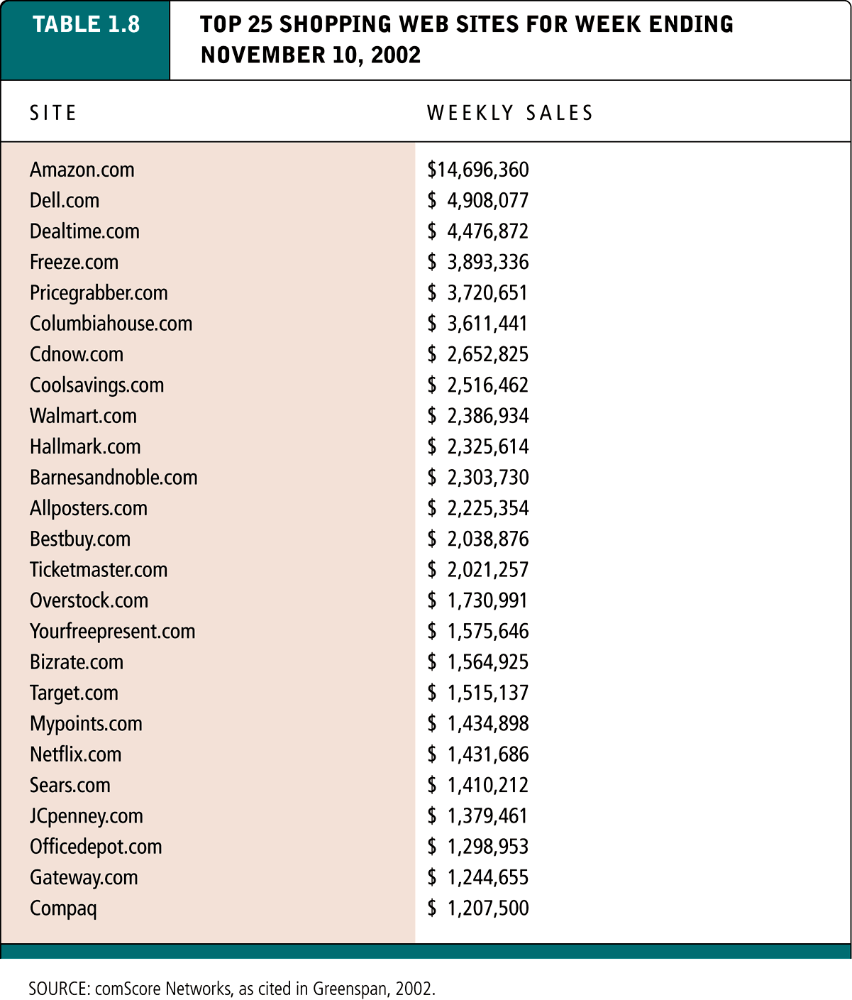 TABLE 1.8
TOP 25 SHOPPING WEB SITES FOR WEEK ENDING
NOVEMBER 10, 2002
SITE WEEKLY SALES
Amazon.com $14,696,360
Dell.com $ 4,908,077
Dealtime.com $ 4,476,872
Freeze.com $ 3,893,336
Pricegrabber.com $ 3,720,651
Columbiahouse.com $ 3,611,441
Cdnow.com $ 2,652,825
Coolsavings.com $ 2,516,462
Walmart.com $ 2,386,934
Hallmark.com $ 2,325,614
Barnesandnoble.com $ 2,303,730
Allposters.com $ 2,225,354
Bestbuy.com $ 2,038,876
Ticketmaster.com $ 2,021,257
Overstock.com $ 1,730,991
Yourfreepresent.com $ 1,575,646
Bizrate.com $ 1,564,925
Target.com $ 1,515,137
Mypoints.com $ 1,434,898
Netflix.com $ 1,431,686
Sears.com $ 1,410,212
JCpenney.com $ 1,379,461
Officedepot.com $ 1,298,953
Gateway.com $ 1,244,655
Compaq $ 1,207,500
SOURCE: comScore Networks, as cited in Greenspan, 2002.